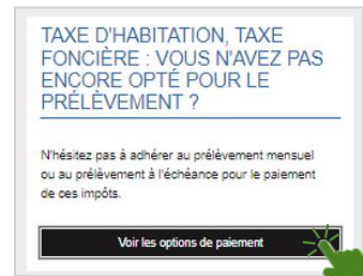 TAXE D'HABITATION, TAXE
FONCIÈRE : VOUS N'AVEZ PAS
ENCORE OPTÉ POUR LE
PRÉLÈVEMENT ?
N'hésitez pas à adhérer au prélèvement mensuel
ou au prélèvement à l'échéance pour le paiement
de ces impôts.
Voir les options de paiement